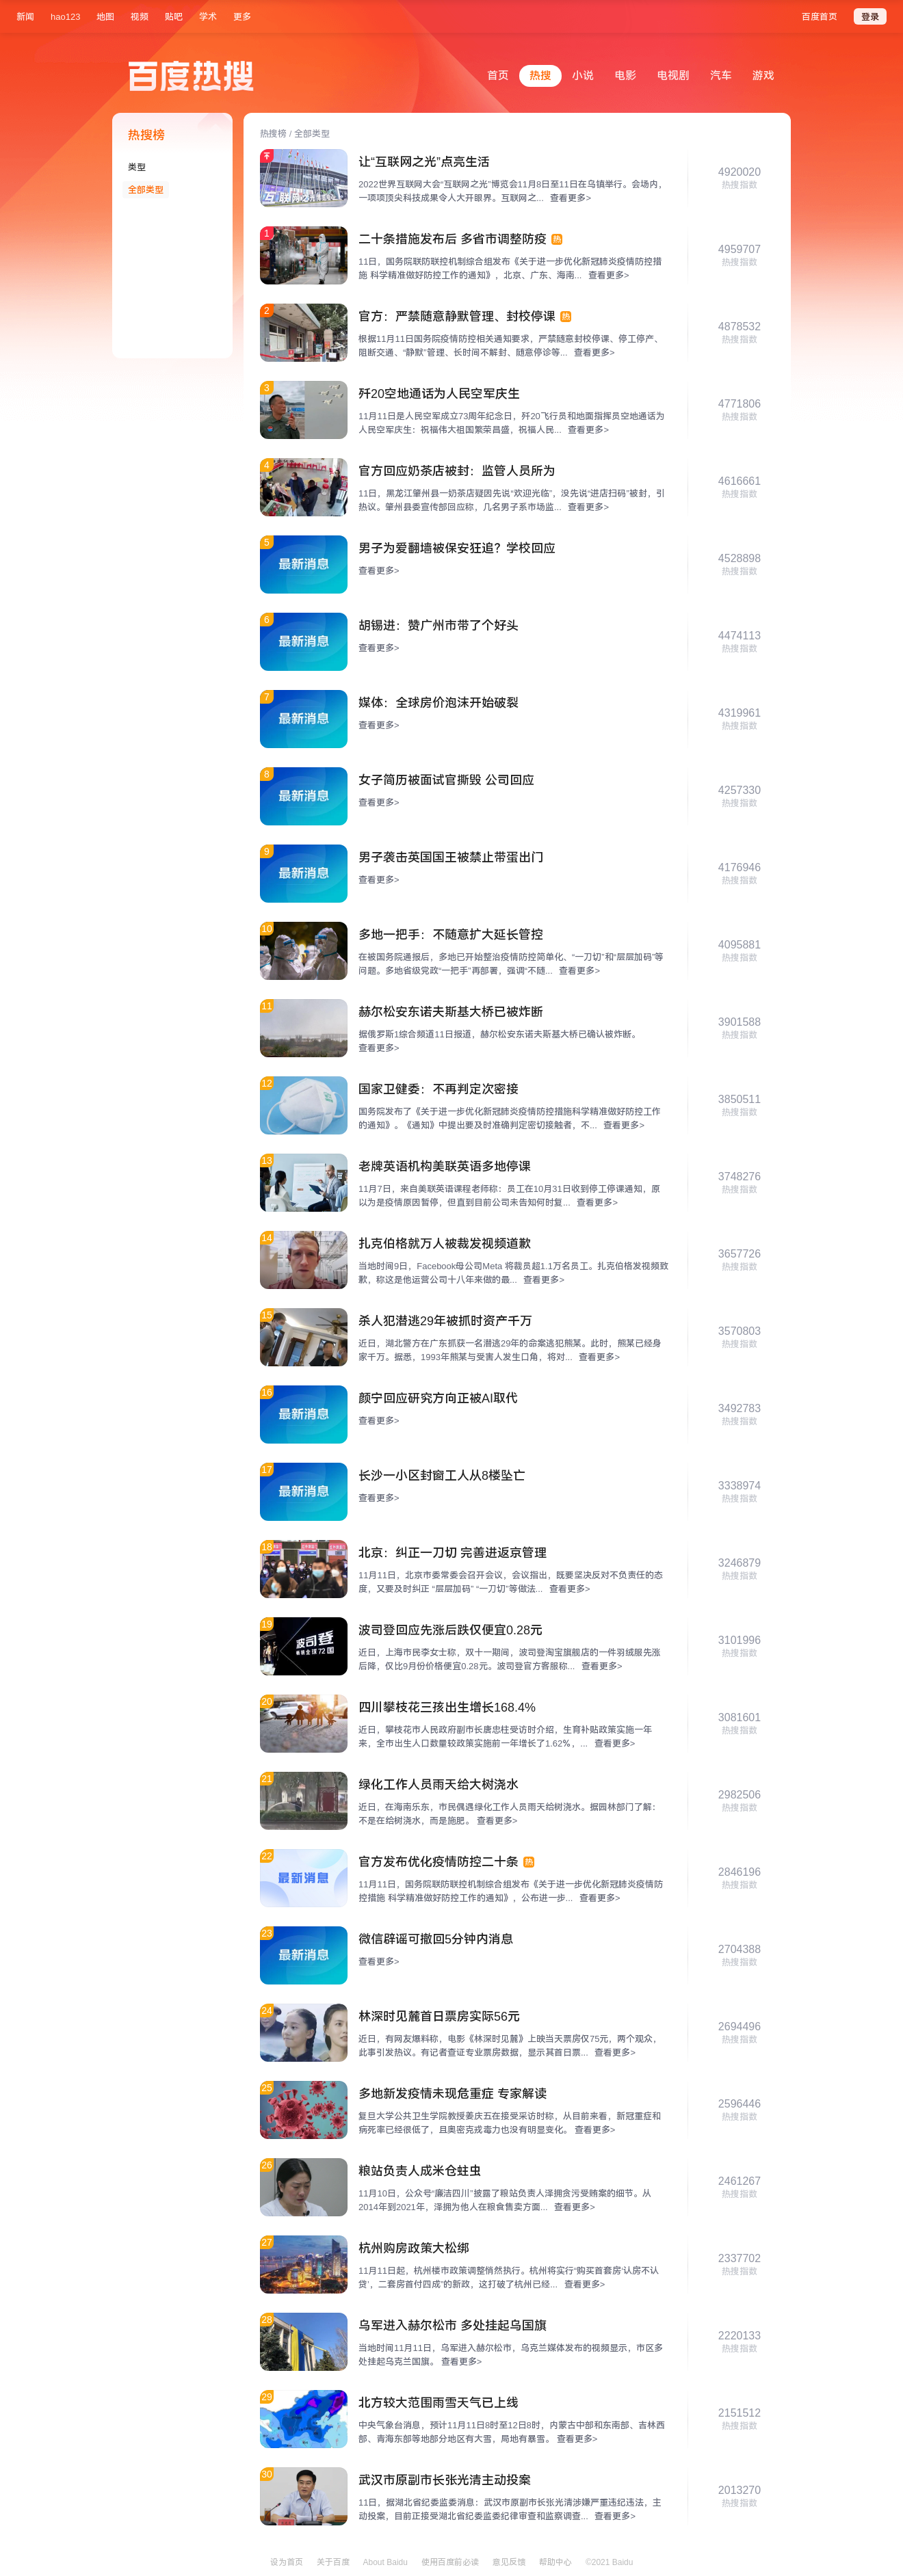 新闻 hao123 地图 视频 贴吧 学术 更多 百度首页 登录
百度热搜
首页 热搜 小说 电影 电视剧 汽车 游戏
热搜榜
类型
全部类型
热搜榜 / 全部类型
让“互联网之光”点亮生活
2022世界互联网大会“互联网之光”博览会11月8日至11日在乌镇举行。会场内，
一项项顶尖科技成果令人大开眼界。互联网之... 查看更多>
4920020
热搜指数
1
二十条措施发布后 多省市调整防疫 热
11日，国务院联防联控机制综合组发布《关于进一步优化新冠肺炎疫情防控措
施 科学精准做好防控工作的通知》，北京、广东、海南... 查看更多>
4959707
热搜指数
2
官方：严禁随意静默管理、封校停课 热
根据11月11日国务院疫情防控相关通知要求，严禁随意封校停课、停工停产、
阻断交通、“静默”管理、长时间不解封、随意停诊等... 查看更多>
4878532
热搜指数
3
歼20空地通话为人民空军庆生
11月11日是人民空军成立73周年纪念日，歼20飞行员和地面指挥员空地通话为
人民空军庆生：祝福伟大祖国繁荣昌盛，祝福人民... 查看更多>
4771806
热搜指数
4
官方回应奶茶店被封：监管人员所为
11日，黑龙江肇州县一奶茶店疑因先说“欢迎光临”，没先说“进店扫码”被封，引
热议。肇州县委宣传部回应称，几名男子系市场监... 查看更多>
4616661
热搜指数
5
最新消息
男子为爱翻墙被保安狂追？学校回应
查看更多>
4528898
热搜指数
6
最新消息
胡锡进：赞广州市带了个好头
查看更多>
4474113
热搜指数
7
最新消息
媒体：全球房价泡沫开始破裂
查看更多>
4319961
热搜指数
8
最新消息
女子简历被面试官撕毁 公司回应
查看更多>
4257330
热搜指数
9
最新消息
男子袭击英国国王被禁止带蛋出门
查看更多>
4176946
热搜指数
10
多地一把手：不随意扩大延长管控
在被国务院通报后，多地已开始整治疫情防控简单化、“一刀切”和“层层加码”等
问题。多地省级党政“一把手”再部署，强调“不随... 查看更多>
4095881
热搜指数
11
赫尔松安东诺夫斯基大桥已被炸断
据俄罗斯1综合频道11日报道，赫尔松安东诺夫斯基大桥已确认被炸断。
查看更多>
3901588
热搜指数
12
国家卫健委：不再判定次密接
国务院发布了《关于进一步优化新冠肺炎疫情防控措施科学精准做好防控工作
的通知》。《通知》中提出要及时准确判定密切接触者，不... 查看更多>
3850511
热搜指数
13
老牌英语机构美联英语多地停课
11月7日，来自美联英语课程老师称：员工在10月31日收到停工停课通知，原
以为是疫情原因暂停，但直到目前公司未告知何时复... 查看更多>
3748276
热搜指数
14
扎克伯格就万人被裁发视频道歉
当地时间9日，Facebook母公司Meta 将裁员超1.1万名员工。扎克伯格发视频致
歉，称这是他运营公司十八年来做的最... 查看更多>
3657726
热搜指数
15
杀人犯潜逃29年被抓时资产千万
近日，湖北警方在广东抓获一名潜逃29年的命案逃犯熊某。此时，熊某已经身
家千万。据悉，1993年熊某与受害人发生口角，将对... 查看更多>
3570803
热搜指数
16
最新消息
颜宁回应研究方向正被AI取代
查看更多>
3492783
热搜指数
17
最新消息
长沙一小区封窗工人从8楼坠亡
查看更多>
3338974
热搜指数
18
北京：纠正一刀切 完善进返京管理
11月11日，北京市委常委会召开会议，会议指出，既要坚决反对不负责任的态
度，又要及时纠正 “层层加码” “一刀切”等做法... 查看更多>
3246879
热搜指数
19
波司登
72国
波司登回应先涨后跌仅便宜0.28元
近日，上海市民李女士称，双十一期间，波司登淘宝旗舰店的一件羽绒服先涨
后降，仅比9月份价格便宜0.28元。波司登官方客服称... 查看更多>
3101996
热搜指数
20
四川攀枝花三孩出生增长168.4%
近日，攀枝花市人民政府副市长唐忠柱受访时介绍，生育补贴政策实施一年
来，全市出生人口数量较政策实施前一年增长了1.62%，... 查看更多>
3081601
热搜指数
21
绿化工作人员雨天给大树浇水
近日，在海南乐东，市民偶遇绿化工作人员雨天给树浇水。据园林部门了解：
不是在给树浇水，而是施肥。 查看更多>
2982506
热搜指数
22
最新消息
官方发布优化疫情防控二十条 热
11月11日，国务院联防联控机制综合组发布《关于进一步优化新冠肺炎疫情防
控措施 科学精准做好防控工作的通知》，公布进一步... 查看更多>
2846196
热搜指数
23
最新消息
微信辟谣可撤回5分钟内消息
查看更多>
2704388
热搜指数
24
林深时见麓首日票房实际56元
近日，有网友爆料称，电影《林深时见麓》上映当天票房仅75元，两个观众，
此事引发热议。有记者查证专业票房数据，显示其首日票... 查看更多>
2694496
热搜指数
25
多地新发疫情未现危重症 专家解读
复旦大学公共卫生学院教授姜庆五在接受采访时称，从目前来看，新冠重症和
病死率已经很低了，且奥密克戎毒力也没有明显变化。 查看更多>
2596446
热搜指数
26
粮站负责人成米仓蛀虫
11月10日，公众号“廉洁四川”披露了粮站负责人泽拥贪污受贿案的细节。从
2014年到2021年，泽拥为他人在粮食售卖方面... 查看更多>
2461267
热搜指数
27
杭州购房政策大松绑
11月11日起，杭州楼市政策调整悄然执行。杭州将实行“购买首套房‘认房不认
贷’，二套房首付四成”的新政，这打破了杭州已经... 查看更多>
2337702
热搜指数
28
乌军进入赫尔松市 多处挂起乌国旗
当地时间11月11日，乌军进入赫尔松市，乌克兰媒体发布的视频显示，市区多
处挂起乌克兰国旗。 查看更多>
2220133
热搜指数
29
北方较大范围雨雪天气已上线
中央气象台消息，预计11月11日8时至12日8时，内蒙古中部和东南部、吉林西
部、青海东部等地部分地区有大雪，局地有暴雪。 查看更多>
2151512
热搜指数
30
武汉市原副市长张光清主动投案
11日，据湖北省纪委监委消息：武汉市原副市长张光清涉嫌严重违纪违法，主
动投案，目前正接受湖北省纪委监委纪律审查和监察调查... 查看更多>
2013270
热搜指数
设为首页 关于百度 About Baidu 使用百度前必读 意见反馈 帮助中心 ©2021 Baidu